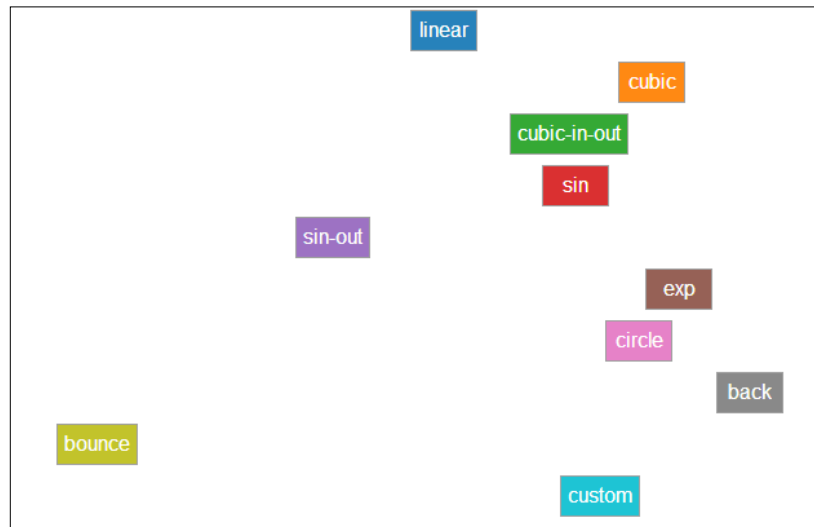 linear
cubic
cubic-in-out
sin
sin-out
exp
circle
back
bounce
custom